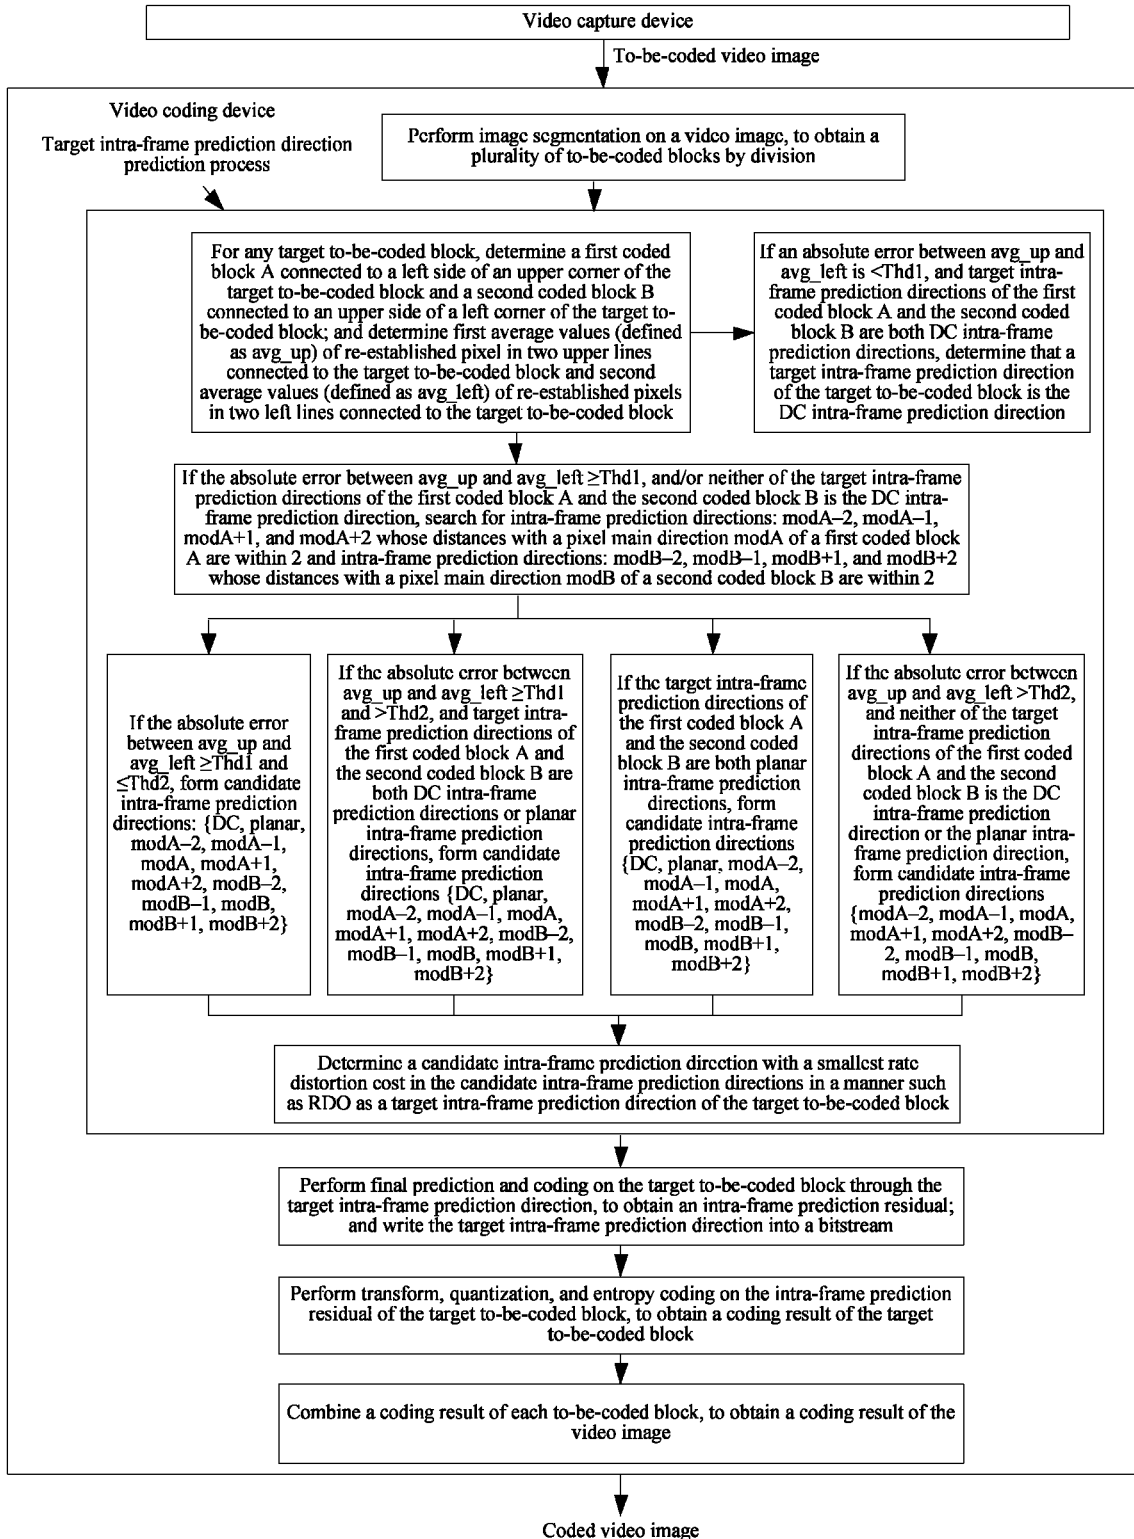 Video capture device
To-be-coded video image
Video coding device
Target intra-frame prediction direction
prediction process
Perform image segmentation on a video image, to obtain a
plurality of to-be-coded blocks by division
For any target to-be-coded block, determine a first coded
block A connected to a left side of an upper corner of the
target to-be-coded block and a second coded block B
connected to an upper side of a left corner of the target to-
be-coded block; and determine first average values (defined
as avg_up) of re-established pixel in two upper lines
connected to the target to-be-coded block and second
average values (defined as avg_left) of re-established pixels
in two left lines connected to the target to-be-coded block
If an absolute error between avg_up and
avg_left is <Thd1, and target intra-
frame prediction directions of the first
coded block A and the second coded
block B are both DC intra-frame
prediction directions, determine that a
target intra-frame prediction direction
of the target to-be-coded block is the
DC intra-frame prediction direction
If the absolute error between avg_up and avg_left ≥Thd1, and/or neither of the target intra-frame
prediction directions of the first coded block A and the second coded block B is the DC intra-
frame prediction direction, search for intra-frame prediction directions: modA–2, modA–1,
modA+1, and modA+2 whose distances with a pixel main direction modA of a first coded block
A are within 2 and intra-frame prediction directions: modB–2, modB–1, modB+1, and modB+2
whose distances with a pixel main direction modB of a second coded block B are within 2
If the absolute error
between avg_up and
avg_left ≥Thd1 and
≤Thd2, form candidate
intra-frame prediction
directions: {DC, planar,
modA–2, modA–1,
modA, modA+1,
modA+2, modB–2,
modB–1, modB,
modB+1, modB+2}
If the absolute error between
avg_up and avg_left ≥Thd1
and >Thd2, and target intra-
frame prediction directions of
the first coded block A and
the second coded block B are
both DC intra-frame
prediction directions or planar
intra-frame prediction
directions, form candidate
intra-frame prediction
directions {DC, planar,
modA–2, modA–1, modA,
modA+1, modA+2, modB–2,
modB–1, modB, modB+1,
modB+2}
If the target intra-frame
prediction directions of
the first coded block A
and the second coded
block B are both planar
intra-frame prediction
directions, form
candidate intra-frame
prediction directions
{DC, planar, modA–2,
modA–1, modA,
modA+1, modA+2,
modB–2, modB–1,
modB, modB+1,
modB+2}
If the absolute error between
avg_up and avg_left >Thd2,
and neither of the target
intra-frame prediction
directions of the first coded
block A and the second
coded block B is the DC
intra-frame prediction
direction or the planar intra-
frame prediction direction,
form candidate intra-frame
prediction directions
{modA–2, modA–1, modA,
modA+1, modA+2, modB–
2, modB–1, modB,
modB+1, modB+2}
Determine a candidate intra-frame prediction direction with a smallest rate
distortion cost in the candidate intra-frame prediction directions in a manner such
as RDO as a target intra-frame prediction direction of the target to-be-coded block
Perform final prediction and coding on the target to-be-coded block through the
target intra-frame prediction direction, to obtain an intra-frame prediction residual;
and write the target intra-frame prediction direction into a bitstream
Perform transform, quantization, and entropy coding on the intra-frame prediction
residual of the target to-be-coded block, to obtain a coding result of the target
to-be-coded block
Combine a coding result of each to-be-coded block, to obtain a coding result of the
video image
Coded video image